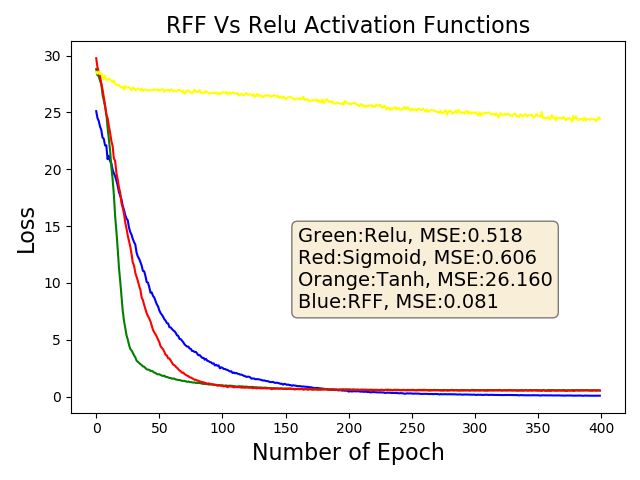 RFF Vs Relu Activation Functions
30
25
20
15
10
5
0
Loss
Green:Relu, MSE:0.518
Red:Sigmoid, MSE:0.606
Orange:Tanh, MSE:26.160
Blue:RFF, MSE:0.081
0 50 100 150 200 250 300 350 400
Number of Epoch